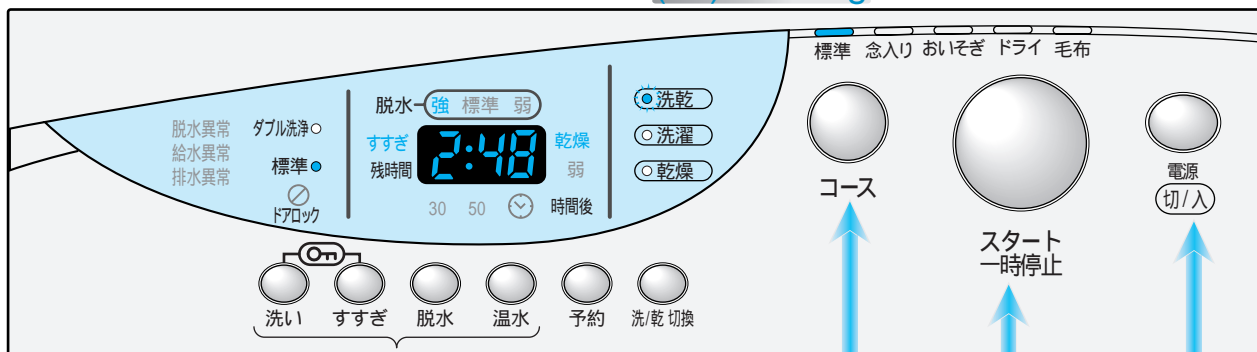 標準 念入り おいそぎ ドライ 毛布
脱水 強 標準 弱
洗乾
脱水異常 ダブル洗浄
すすぎ 2:48 乾燥
洗濯
給水異常
標準
残時間 弱
乾燥
排水異常
ドアロック
30 50 時間後
コース
スタート
一時停止
電源
切/入
洗い すすぎ 脱水 温水 予約 洗/乾 切換